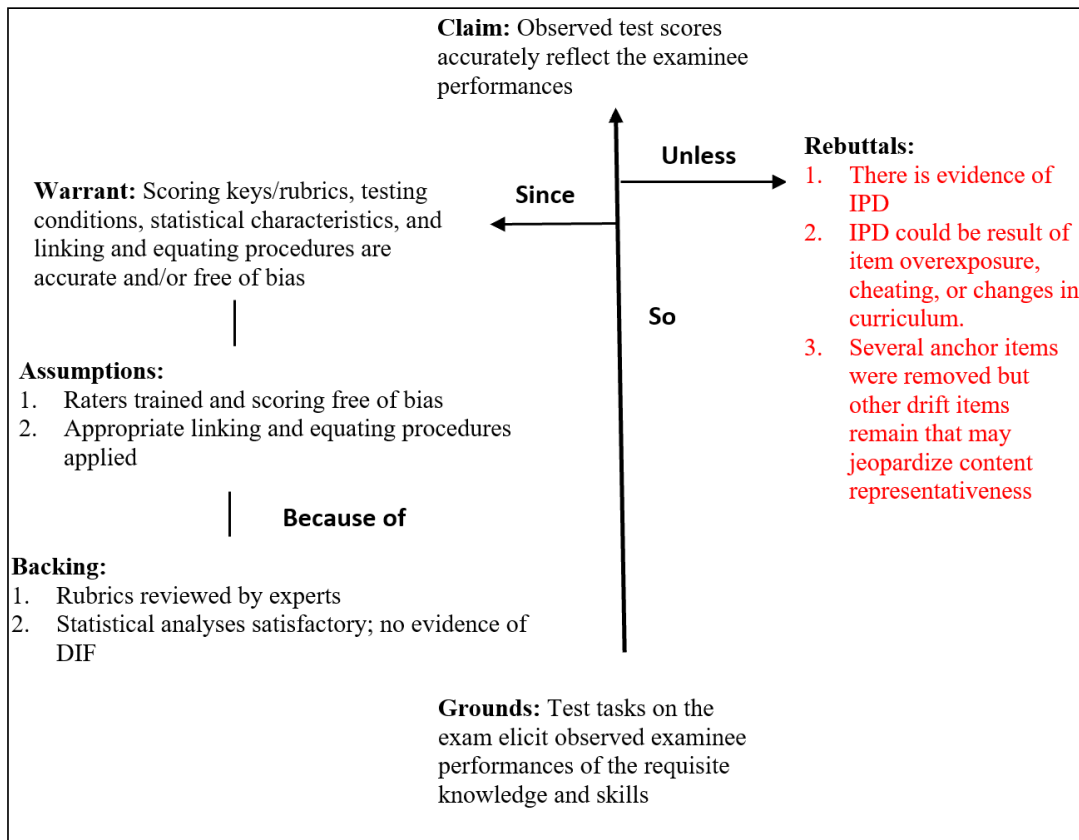 Claim: Observed test scores
accurately reflect the examinee
performances
Unless
Rebuttals:
1. There is evidence of
IPD
2. IPD could be result of
item overexposure,
cheating, or changes in
curriculum.
3. Several anchor items
were removed but
other drift items
remain that may
jeopardize content
representativeness
Since
Warrant: Scoring keys/rubrics, testing
conditions, statistical characteristics, and
linking and equating procedures are
accurate and/or free of bias
So
Assumptions:
1. Raters trained and scoring free of bias
2. Appropriate linking and equating procedures
applied
Because of
Backing:
1. Rubrics reviewed by experts
2. Statistical analyses satisfactory; no evidence of
DIF
Grounds: Test tasks on the
exam elicit observed examinee
performances of the requisite
knowledge and skills